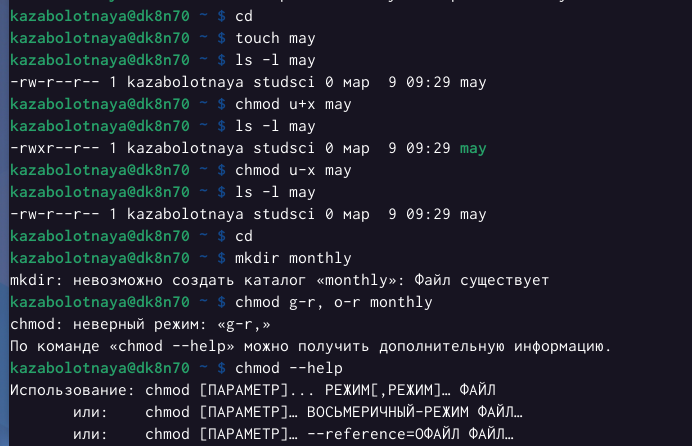 kazabolotnaya@dk8n70 ~ $ cd
kazabolotnaya@dk8n70 ~ $ touch may
kazabolotnaya@dk8n70 ~ $ ls -l may
-rw-r--r-- 1 kazabolotnaya studsci 0 мар  9 09:29 may
kazabolotnaya@dk8n70 ~ $ chmod u+x may
kazabolotnaya@dk8n70 ~ $ ls -l may
-rwxr--r-- 1 kazabolotnaya studsci 0 мар  9 09:29 may
kazabolotnaya@dk8n70 ~ $ chmod u-x may
kazabolotnaya@dk8n70 ~ $ ls -l may
-rw-r--r-- 1 kazabolotnaya studsci 0 мар  9 09:29 may
kazabolotnaya@dk8n70 ~ $ cd
kazabolotnaya@dk8n70 ~ $ mkdir monthly
mkdir: невозможно создать каталог «monthly»: Файл существует
kazabolotnaya@dk8n70 ~ $ chmod g-r, o-r monthly
chmod: неверный режим: «g-r,»
По команде «chmod --help» можно получить дополнительную информацию.
kazabolotnaya@dk8n70 ~ $ chmod --help
Использование: chmod [ПАРАМЕТР]... РЕЖИМ[,РЕЖИМ]… ФАЙЛ
       или:    chmod [ПАРАМЕТР]… ВОСЬМЕРИЧНЫЙ-РЕЖИМ ФАЙЛ…
       или:    chmod [ПАРАМЕТР]… --reference=ОФАЙЛ ФАЙЛ…